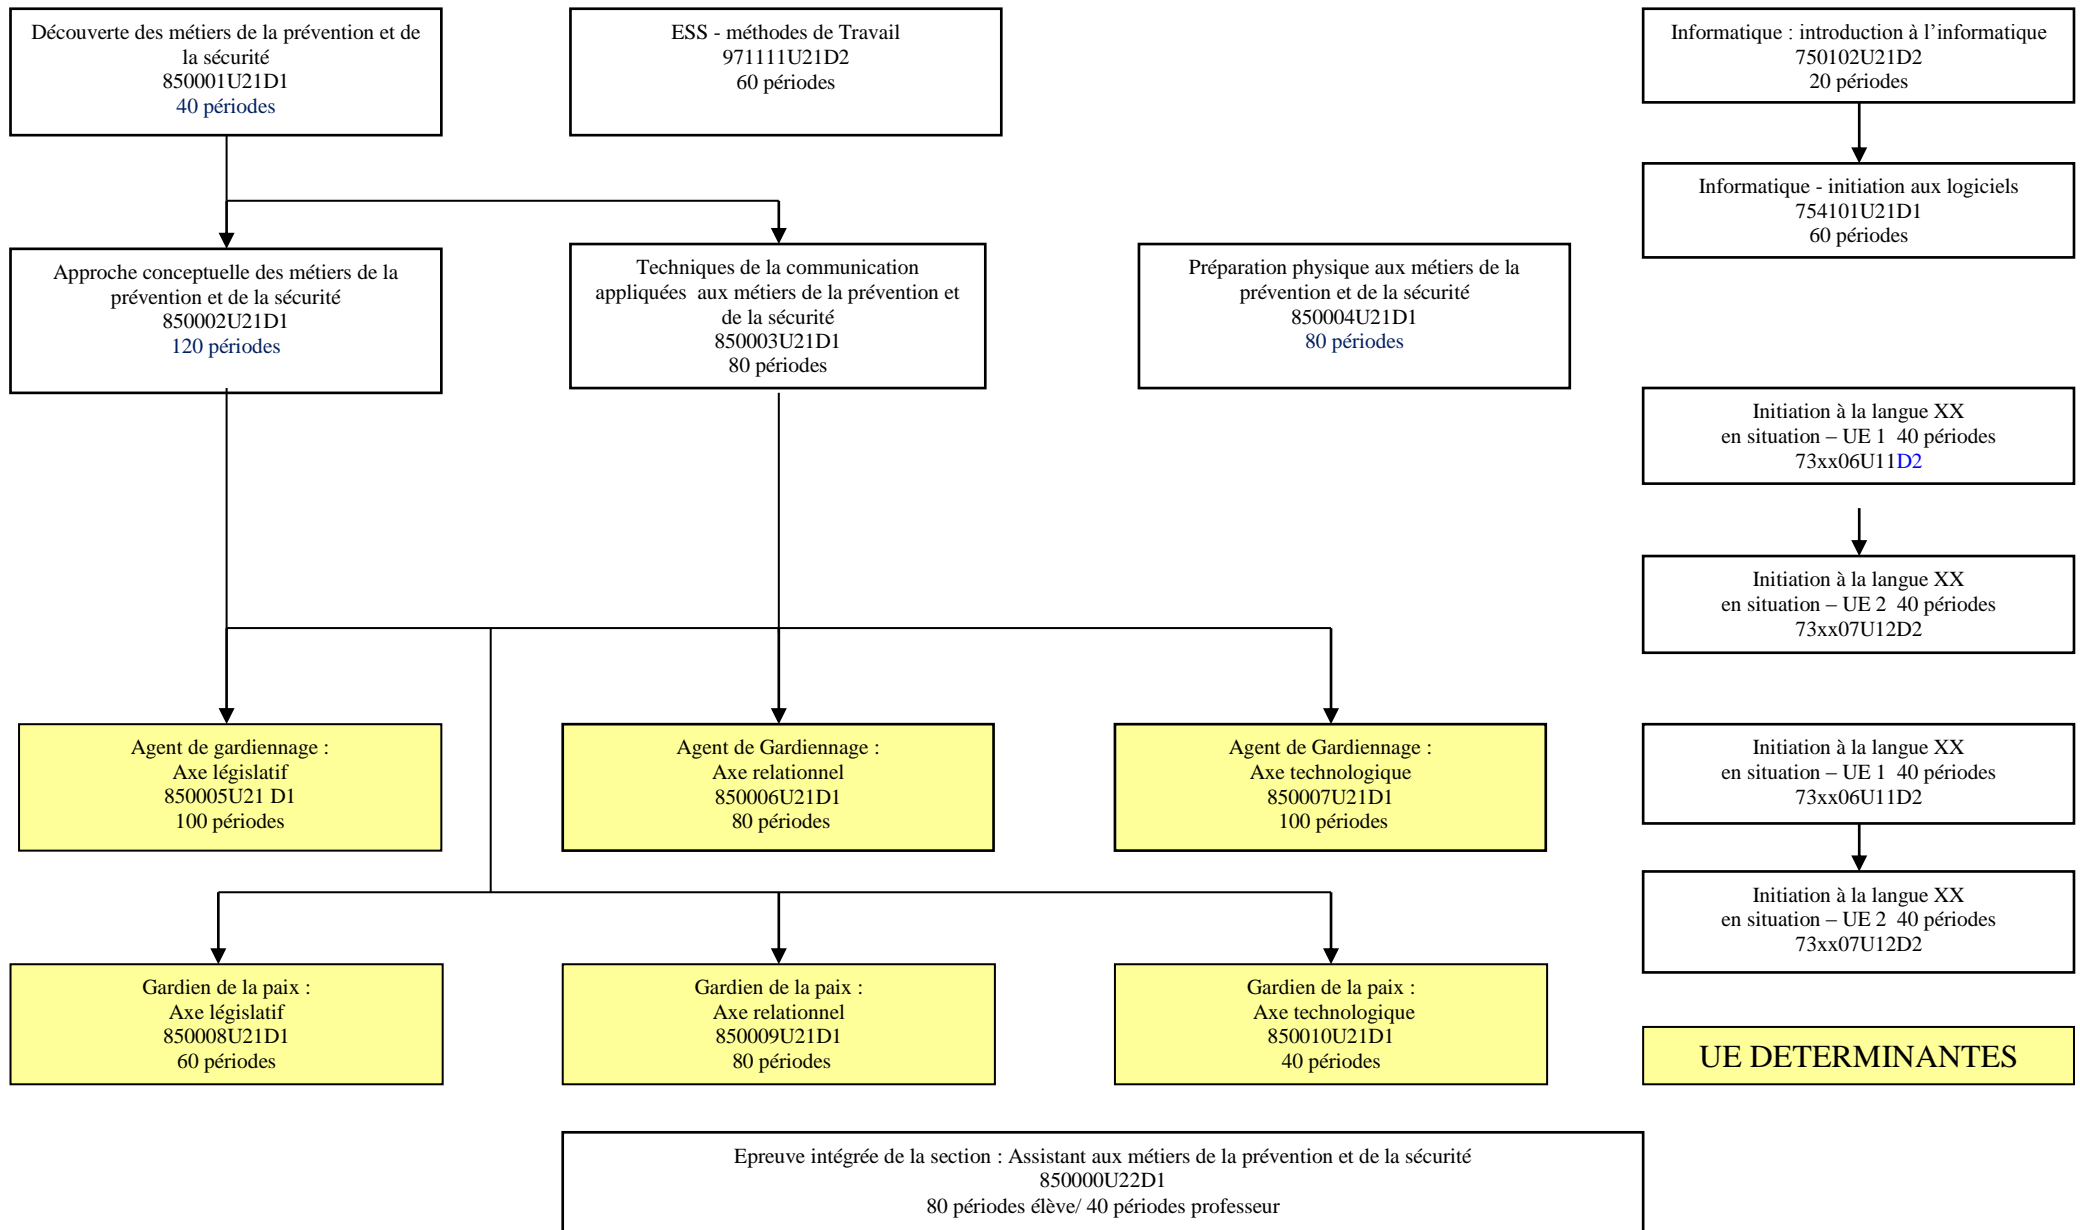 Découverte des métiers de la prévention et de
la sécurité
850001U21D1
40 périodes
ESS - méthodes de Travail
971111U21D2
60 périodes
Informatique : introduction à l'informatique
750102U21D2
20 périodes
Informatique - initiation aux logiciels
754101U21D1
60 périodes
Approche conceptuelle des métiers de la
prévention et de la sécurité
850002U21D1
120 périodes
Techniques de la communication
appliquées aux métiers de la prévention et
de la sécurité
850003U21D1
80 périodes
Préparation physique aux métiers de la
prévention et de la sécurité
850004U21D1
80 périodes
Initiation à la langue XX
en situation – UE 1 40 périodes
73xx06U11D2
Initiation à la langue XX
en situation – UE 2 40 périodes
73xx07U12D2
Agent de gardiennage :
Axe législatif
850005U21 D1
100 périodes
Agent de Gardiennage :
Axe relationnel
850006U21D1
80 périodes
Agent de Gardiennage :
Axe technologique
850007U21D1
100 périodes
Initiation à la langue XX
en situation – UE 1 40 périodes
73xx06U11D2
Initiation à la langue XX
en situation – UE 2 40 périodes
73xx07U12D2
Gardien de la paix :
Axe législatif
850008U21D1
60 périodes
Gardien de la paix :
Axe relationnel
850009U21D1
80 périodes
Gardien de la paix :
Axe technologique
850010U21D1
40 périodes
UE DETERMINANTES
Epreuve intégrée de la section : Assistant aux métiers de la prévention et de la sécurité
850000U22D1
80 périodes élève/ 40 périodes professeur